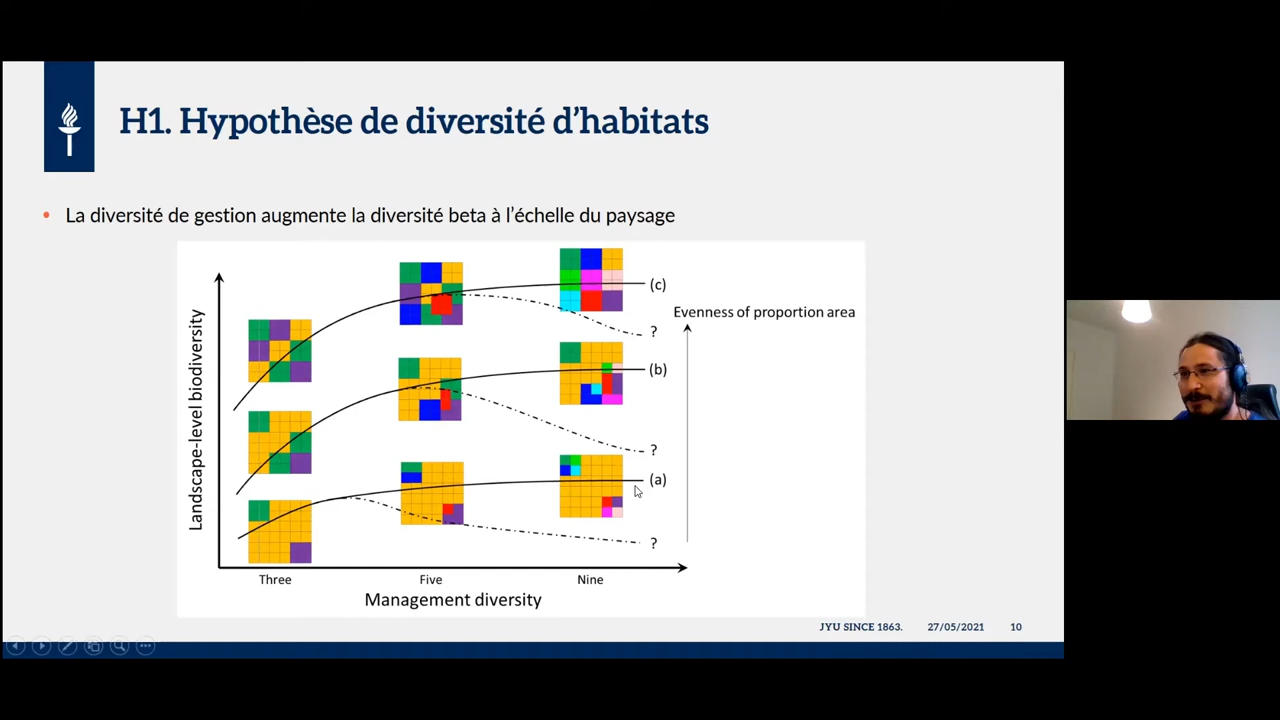 H1. Hypothèse de diversité d’habitats
• La diversité de gestion augmente la diversité beta à l’échelle du paysage
Landscape-level biodiversity
(c)
?
Evenness of proportion area
(b)
?
(a)
?
Three Five Nine
Management diversity
JYU SINCE 1863. 27/05/2021 10